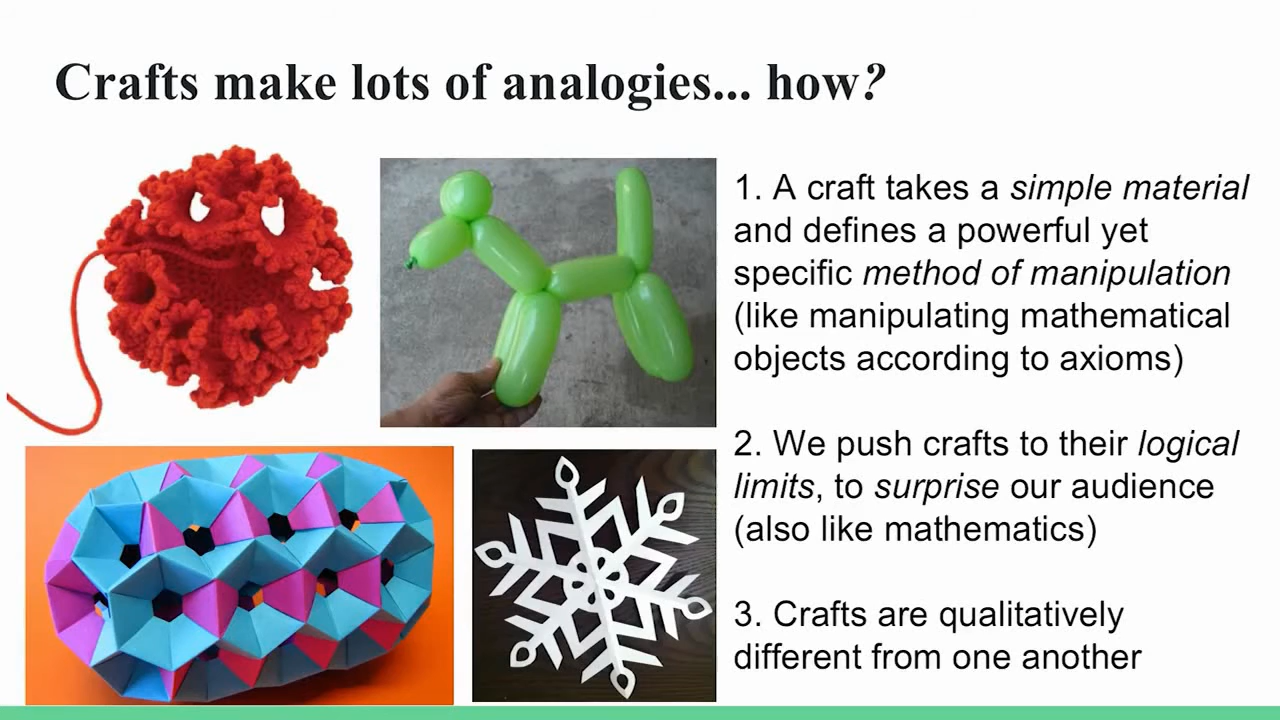 Crafts make lots of analogies... how?
1. A craft takes a simple material
and defines a powerful yet
specific method of manipulation
(like manipulating mathematical
objects according to axioms)
2. We push crafts to their logical
limits, to surprise our audience
(also like mathematics)
3. Crafts are qualitatively
different from one another